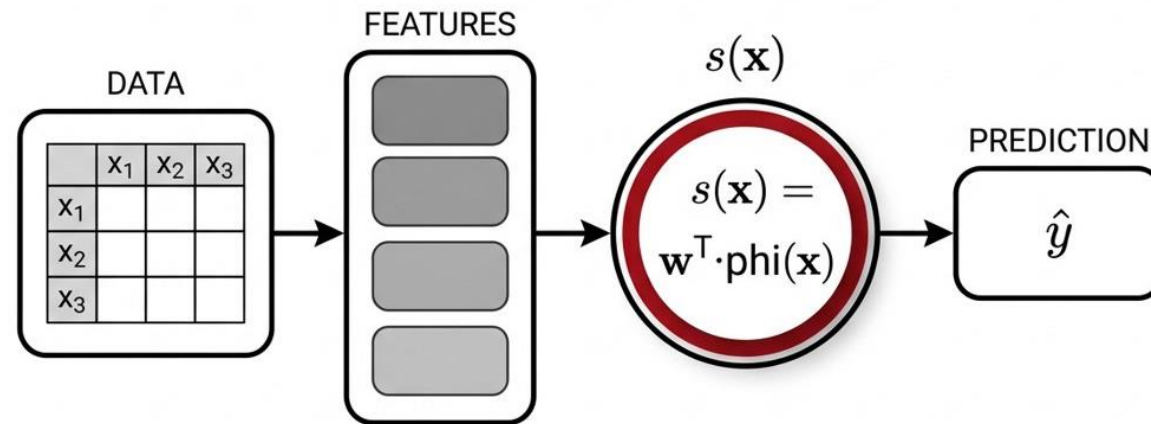 DATA
x₁ x₂ x₃
x₁
x₂
x₃
FEATURES
s(𝐱)
s(𝐱) =
𝐰ᵀ·phi(𝐱)
PREDICTION
ŷ